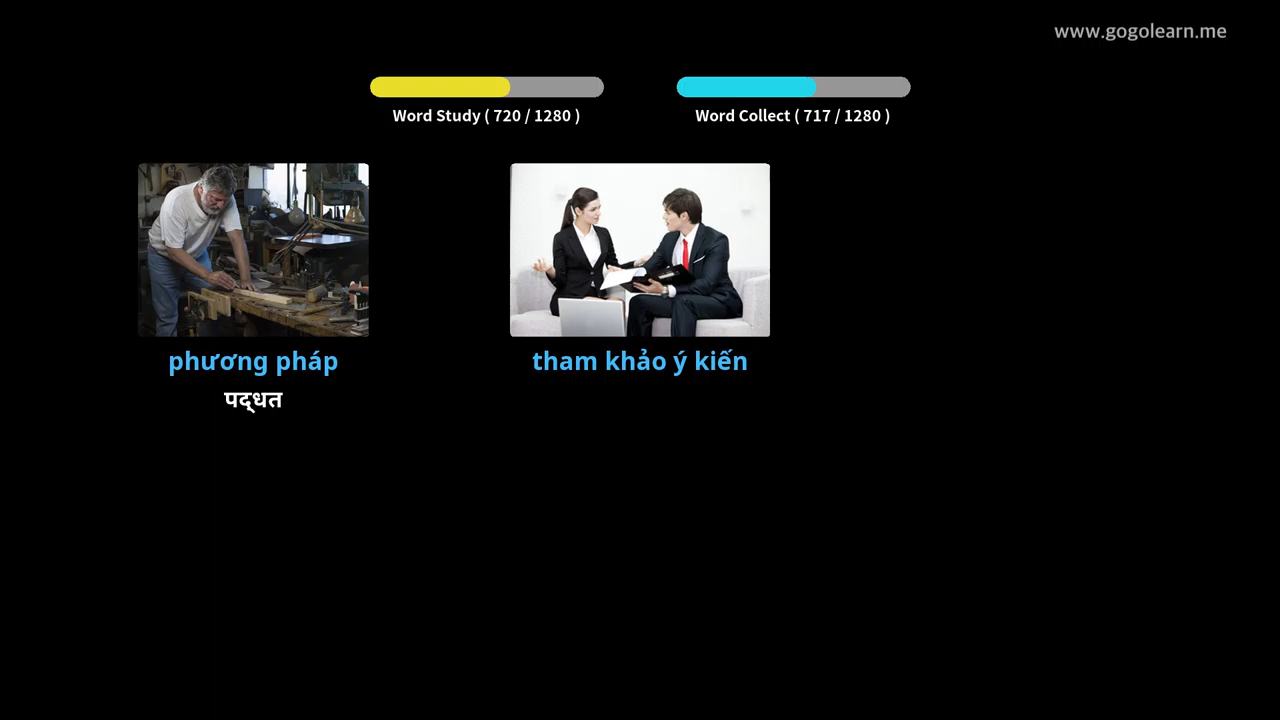 www.gogolearn.me
Word Study ( 720 / 1280 )
Word Collect ( 717 / 1280 )
phương pháp
पद्धत
tham khảo ý kiến